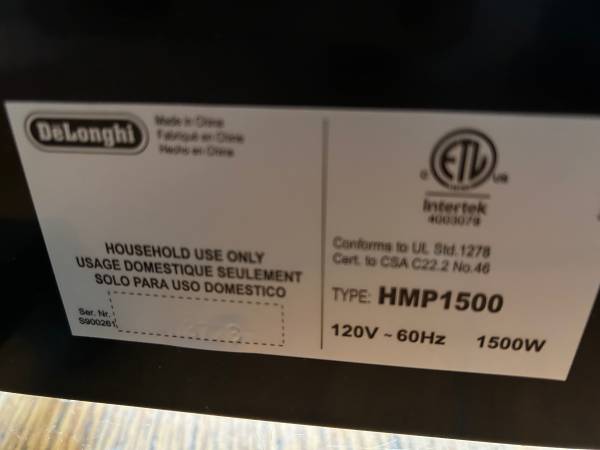 DeLonghi
Made in China
Fabriqué en Chine
Hecho en China
HOUSEHOLD USE ONLY
USAGE DOMESTIQUE SEULEMENT
SOLO PARA USO DOMESTICO
Ser. Nr.
S900261
ETL
C US
Intertek
4003079
Conforms to UL Std.1278
Cert. to CSA C22.2 No.46
TYPE: HMP1500
120V ~ 60Hz 1500W